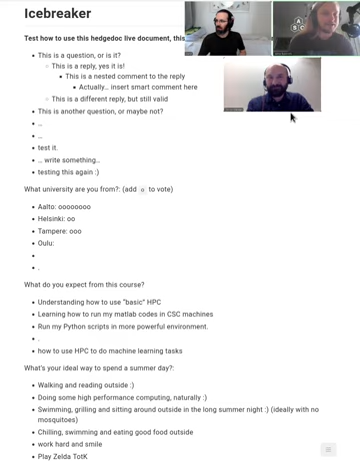 Icebreaker
Test how to use this hedgedoc live document, this
This is a question, or is it?
This is a reply, yes it is!
This is a nested comment to the reply
Actually... insert smart comment here
This is a different reply, but still valid
This is another question, or maybe not?
…
…
test it.
… write something…
testing this again :)
What university are you from?: (add o to vote)
Aalto: oooooooo
Helsinki: oo
Tampere: ooo
Oulu:
.
What do you expect from this course?
Understanding how to use "basic" HPC
Learning how to run my matlab codes in CSC machines
Run my Python scripts in more powerful environment.
.
how to use HPC to do machine learning tasks
What's your ideal way to spend a summer day?:
Walking and reading outside :)
Doing some high performance computing, naturally :)
Swimming, grilling and sitting around outside in the long summer night :) (ideally with no
mosquitoes)
Chilling, swimming and eating good food outside
work hard and smile
Play Zelda TotK